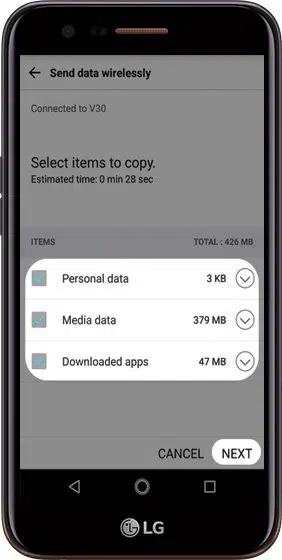 Send data wirelessly
Connected to V30
Select items to copy.
Estimated time: 0 min 28 sec
ITEMS TOTAL : 426 MB
Personal data 3 KB
Media data 379 MB
Downloaded apps 47 MB
CANCEL NEXT
LG